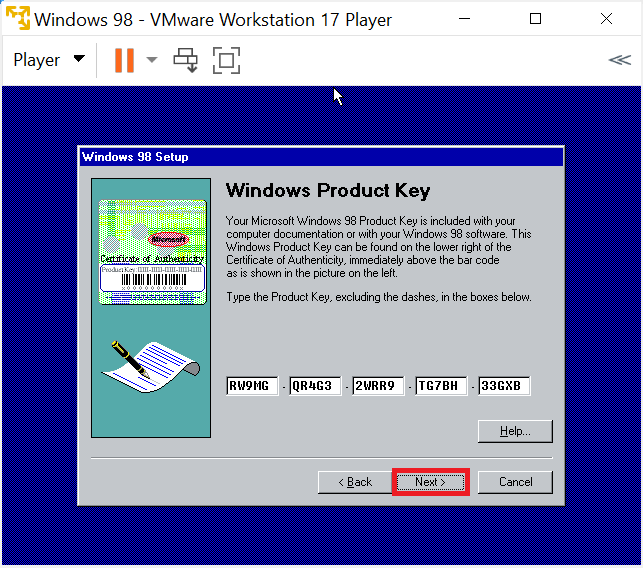 Windows 98 - VMware Workstation 17 Player
Player
Windows 98 Setup
Microsoft
Certificate of Authenticity
Product Key:
Windows Product Key
Your Microsoft Windows 98 Product Key is included with your
computer documentation or with your Windows 98 software. This
Windows Product Key can be found on the lower right of the
Certificate of Authenticity, immediately above the bar code
as is shown in the picture on the left.
Type the Product Key, excluding the dashes, in the boxes below.
RW9MG - QR4G3 - 2WRR9 - TG7BH - 33GXB
Help...
< Back Next > Cancel